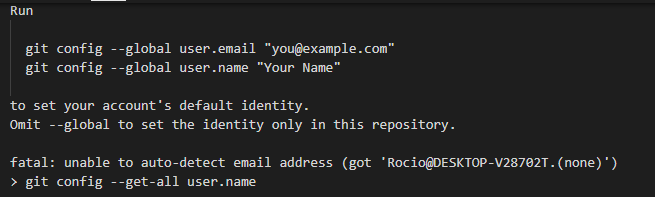 Run
git config --global user.email "you@example.com"
git config --global user.name "Your Name"
to set your account's default identity.
Omit --global to set the identity only in this repository.
fatal: unable to auto-detect email address (got 'Rocio@DESKTOP-V28702T.(none)')
> git config --get-all user.name